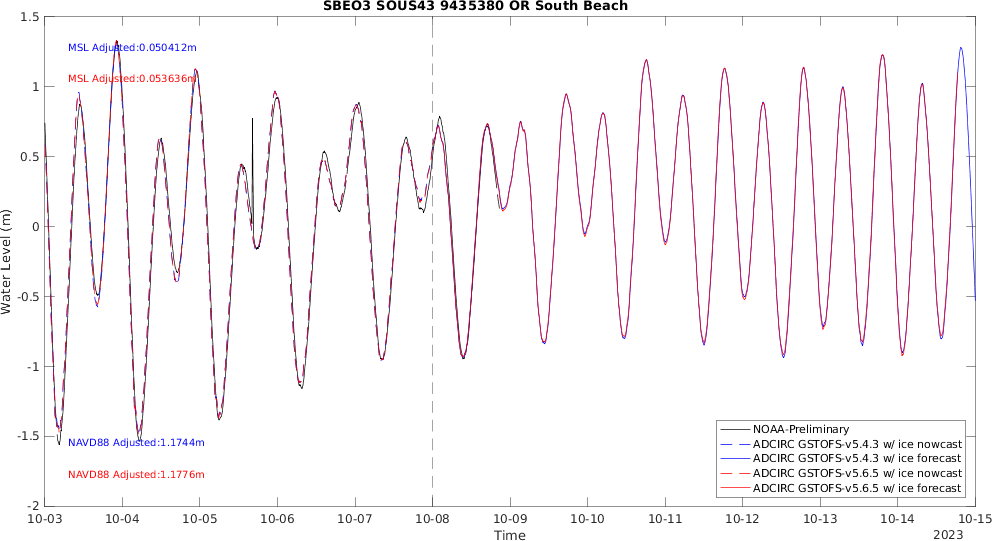 SBEO3 SOUS43 9435380 OR South Beach
1.5
1
0.5
0
-0.5
-1
-1.5
-2
Water Level (m)
MSL Adjusted:0.050412m
MSL Adjusted:0.053636m
NAVD88 Adjusted:1.1744m
NAVD88 Adjusted:1.1776m
NOAA-Preliminary
ADCIRC GSTOFS-v5.4.3 w/ ice nowcast
ADCIRC GSTOFS-v5.4.3 w/ ice forecast
ADCIRC GSTOFS-v5.6.5 w/ ice nowcast
ADCIRC GSTOFS-v5.6.5 w/ ice forecast
10-03 10-04 10-05 10-06 10-07 10-08 10-09 10-10 10-11 10-12 10-13 10-14 10-15
Time
2023